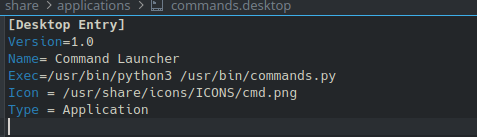 share > applications > commands.desktop
[Desktop Entry]
Version=1.0
Name= Command Launcher
Exec=/usr/bin/python3 /usr/bin/commands.py
Icon = /usr/share/icons/ICONS/cmd.png
Type = Application